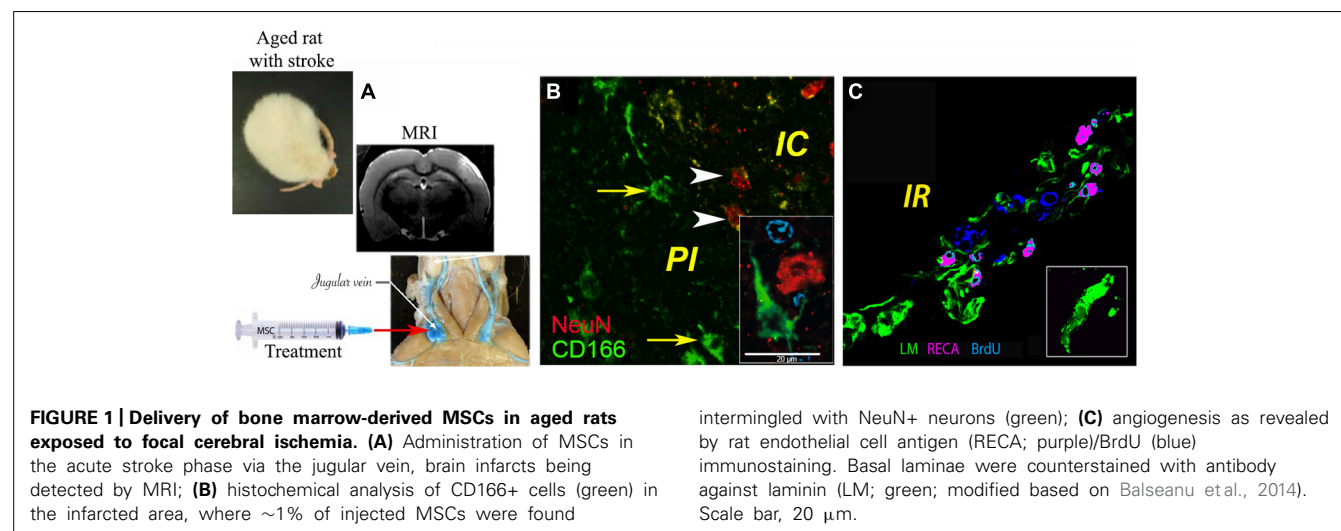 Aged rat
with stroke
A
MRI
Jugular vein
MSC
Treatment
B
IC
PI
NeuN
CD166
20 µm
C
IR
LM RECA BrdU
FIGURE 1 | Delivery of bone marrow-derived MSCs in aged rats
exposed to focal cerebral ischemia. (A) Administration of MSCs in
the acute stroke phase via the jugular vein, brain infarcts being
detected by MRI; (B) histochemical analysis of CD166+ cells (green) in
the infarcted area, where ~1% of injected MSCs were found
intermingled with NeuN+ neurons (green); (C) angiogenesis as revealed
by rat endothelial cell antigen (RECA; purple)/BrdU (blue)
immunostaining. Basal laminae were counterstained with antibody
against laminin (LM; green; modified based on Balseanu et al., 2014).
Scale bar, 20 µm.